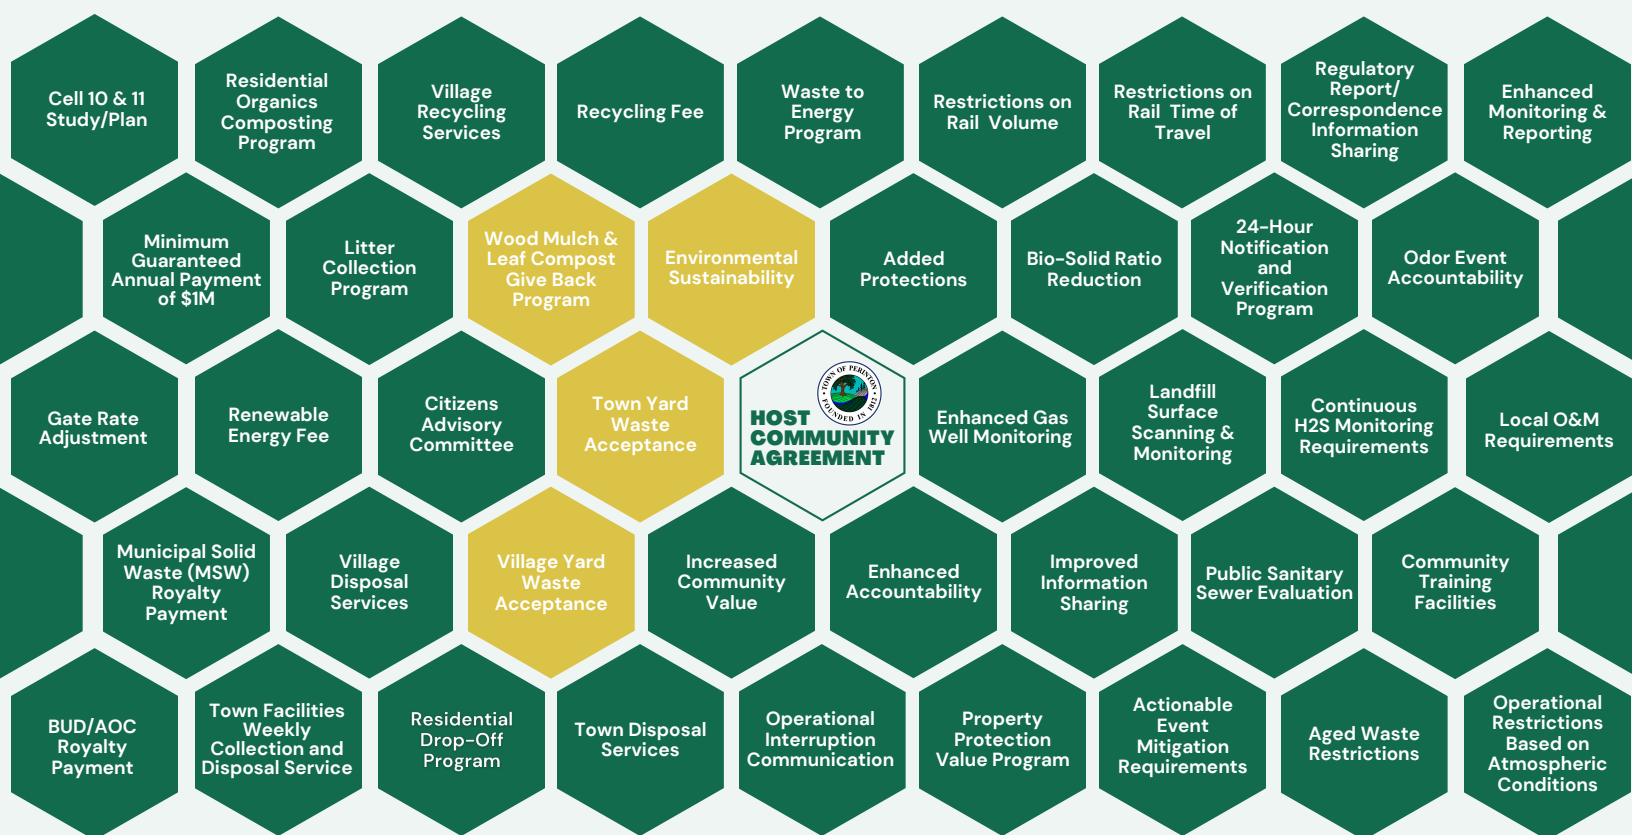 Cell 10 & 11
Study/Plan
Residential
Organics
Composting
Program
Village
Recycling
Services
Recycling Fee
Waste to
Energy
Program
Restrictions on
Rail Volume
Restrictions on
Rail Time of
Travel
Regulatory
Report/
Correspondence
Information
Sharing
Enhanced
Monitoring &
Reporting
Minimum
Guaranteed
Annual Payment
of $1M
Litter
Collection
Program
Wood Mulch &
Leaf Compost
Give Back
Program
Environmental
Sustainability
Added
Protections
Bio-Solid Ratio
Reduction
24-Hour
Notification
and
Verification
Program
Odor Event
Accountability
Gate Rate
Adjustment
Renewable
Energy Fee
Citizens
Advisory
Committee
Town Yard
Waste
Acceptance
TOWN OF PERINTON
FOUNDED IN 1812
HOST
COMMUNITY
AGREEMENT
Enhanced Gas
Well Monitoring
Landfill
Surface
Scanning &
Monitoring
Continuous
H2S Monitoring
Requirements
Local O&M
Requirements
Municipal Solid
Waste (MSW)
Royalty
Payment
Village
Disposal
Services
Village Yard
Waste
Acceptance
Increased
Community
Value
Enhanced
Accountability
Improved
Information
Sharing
Public Sanitary
Sewer Evaluation
Community
Training
Facilities
BUD/AOC
Royalty
Payment
Town Facilities
Weekly
Collection and
Disposal Service
Residential
Drop-Off
Program
Town Disposal
Services
Operational
Interruption
Communication
Property
Protection
Value Program
Actionable
Event
Mitigation
Requirements
Aged Waste
Restrictions
Operational
Restrictions
Based on
Atmospheric
Conditions